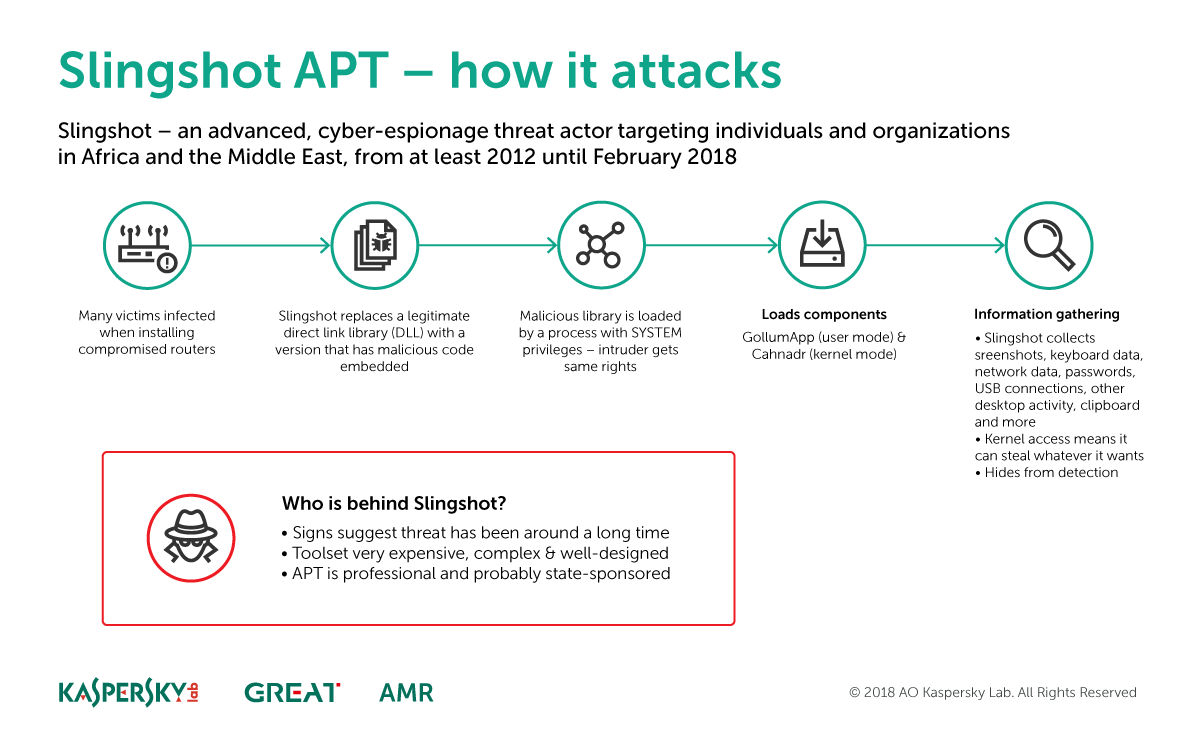 Slingshot APT – how it attacks
Slingshot – an advanced, cyber-espionage threat actor targeting individuals and organizations
in Africa and the Middle East, from at least 2012 until February 2018
Many victims infected
when installing
compromised routers
Slingshot replaces a legitimate
direct link library (DLL) with a
version that has malicious code
embedded
Malicious library is loaded
by a process with SYSTEM
privileges – intruder gets
same rights
Loads components
GollumApp (user mode) &
Cahnadr (kernel mode)
Information gathering
• Slingshot collects
sreenshots, keyboard data,
network data, passwords,
USB connections, other
desktop activity, clipboard
and more
• Kernel access means it
can steal whatever it wants
• Hides from detection
Who is behind Slingshot?
• Signs suggest threat has been around a long time
• Toolset very expensive, complex & well-designed
• APT is professional and probably state-sponsored
KASPERSKY lab
GREAT
AMR
© 2018 AO Kaspersky Lab. All Rights Reserved